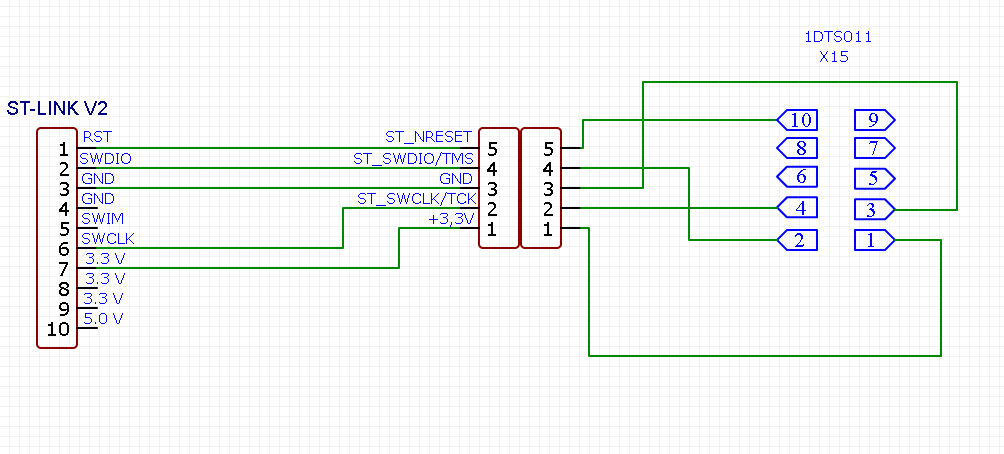 1DTS011
X15
ST-LINK V2
RST
1
SWDIO
2
GND
3
GND
4
SWIM
5
SWCLK
6
3.3 V
7
3.3 V
8
3.3 V
9
5.0 V
10
ST_NRESET
5
ST_SWDIO/TMS
4
GND
3
ST_SWCLK/TCK
2
+3,3V
1
5
4
3
2
1
10 9
8 7
6 5
4 3
2 1